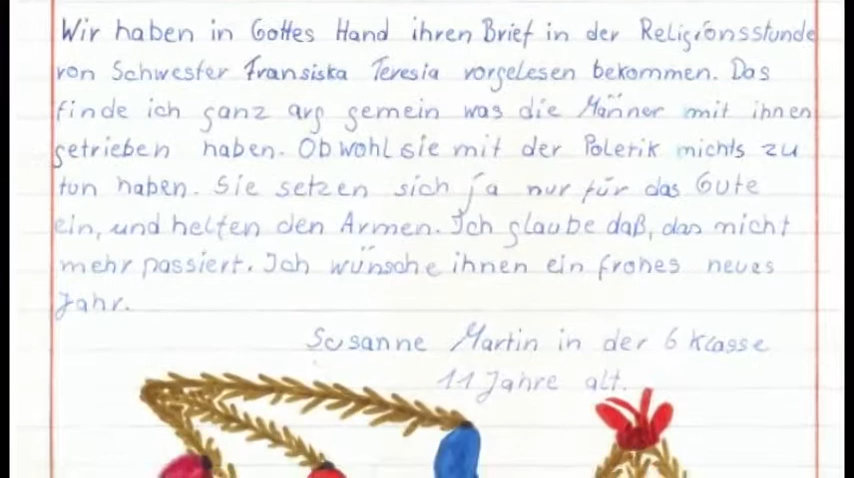 Wir haben in Gottes Hand ihren Brief in der Religionsstunde
von Schwester Fransiska Teresia vorgelesen bekommen. Das
finde ich ganz arg gemein was die Männer mit ihnen
getrieben haben. Obwohl sie mit der Poletik nichts zu
tun haben. Sie setzen sich ja nur für das Gute
ein, und helfen den Armen. Ich glaube daß, das nicht
mehr passiert. Ich wünsche ihnen ein frohes neues
Jahr.
Susanne Martin in der 6 Klasse
11 Jahre alt.